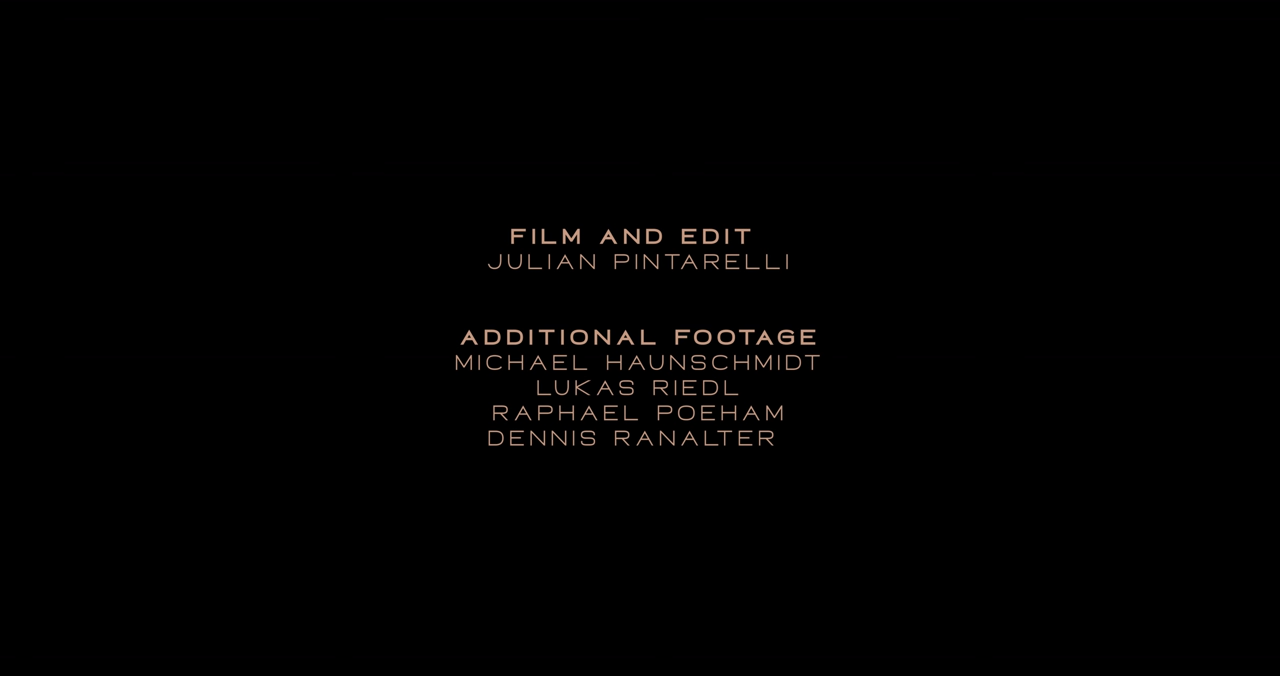 FILM AND EDIT
JULIAN PINTARELLI
ADDITIONAL FOOTAGE
MICHAEL HAUNSCHMIDT
LUKAS RIEDL
RAPHAEL POEHAM
DENNIS RANALTER